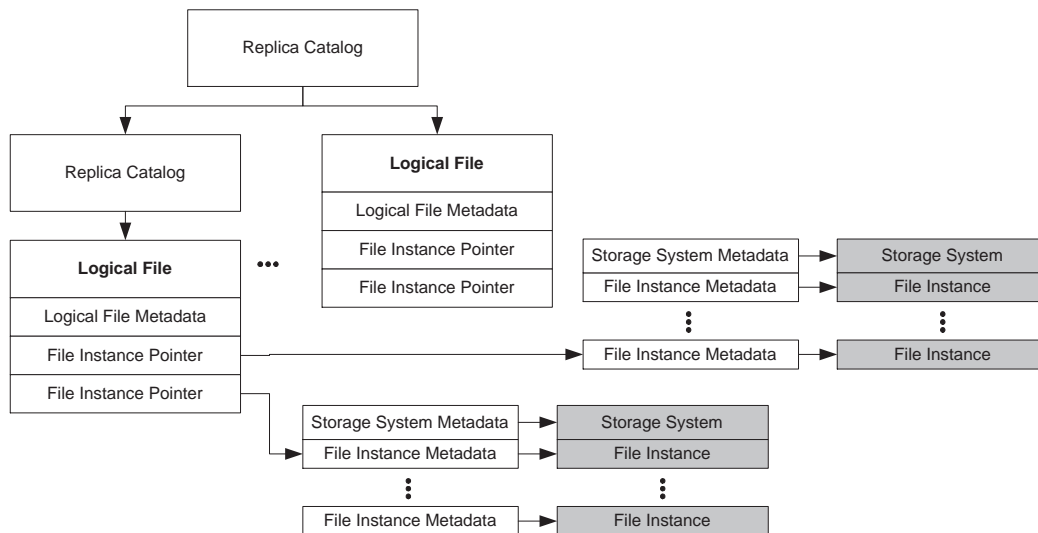 Replica Catalog
Replica Catalog
Logical File
Logical File Metadata
File Instance Pointer
File Instance Pointer
Logical File
Logical File Metadata
File Instance Pointer
File Instance Pointer
Storage System Metadata
Storage System
File Instance Metadata
File Instance
File Instance Metadata
File Instance
Storage System Metadata
Storage System
File Instance Metadata
File Instance
File Instance Metadata
File Instance